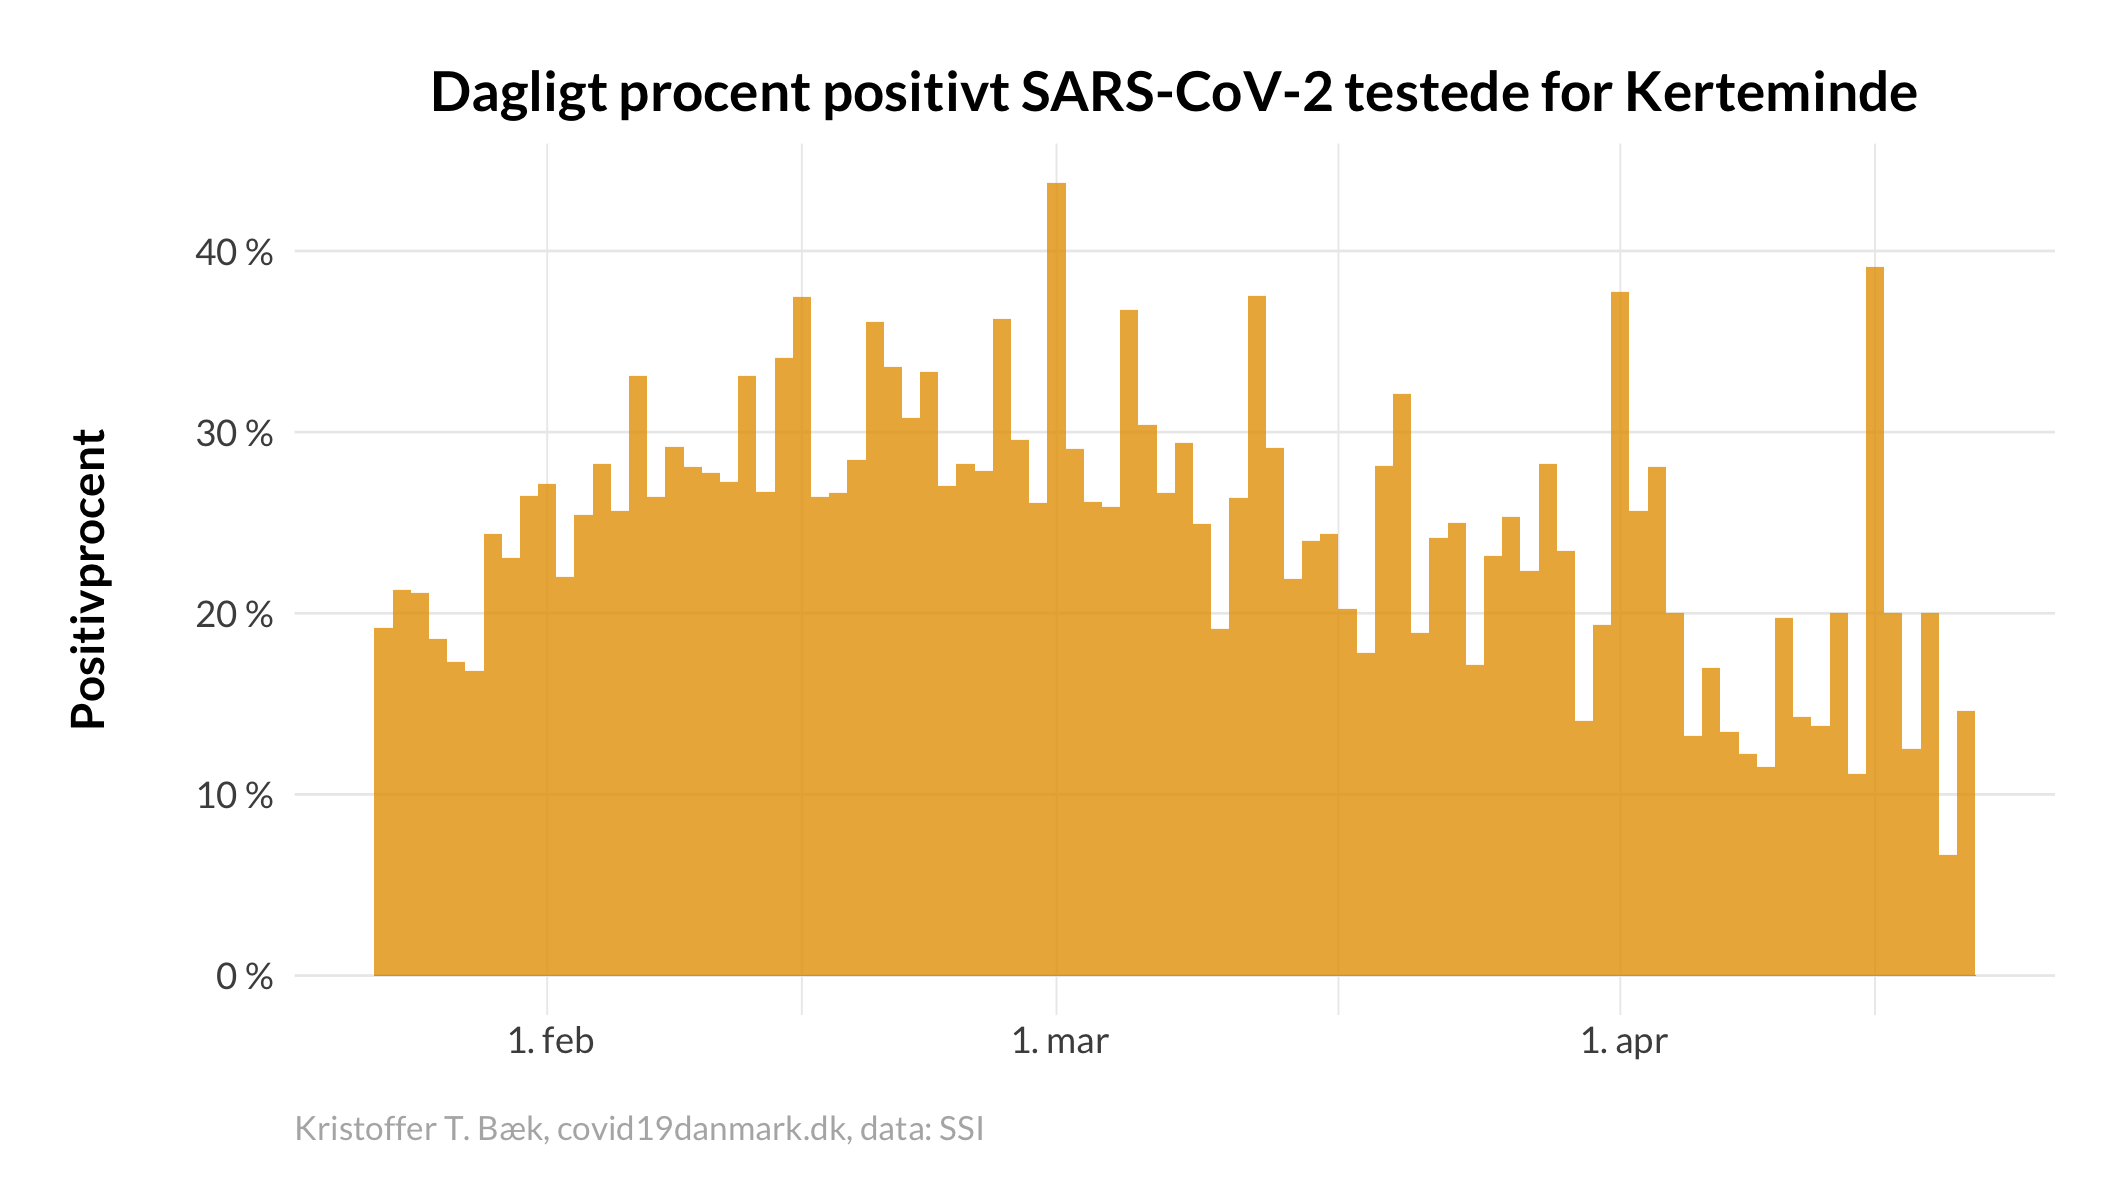 Dagligt procent positivt SARS-CoV-2 testede for Kerteminde
Positivprocent
40 %
30 %
20 %
10 %
0 %
1. feb
1. mar
1. apr
Kristoffer T. Bæk, covid19danmark.dk, data: SSI